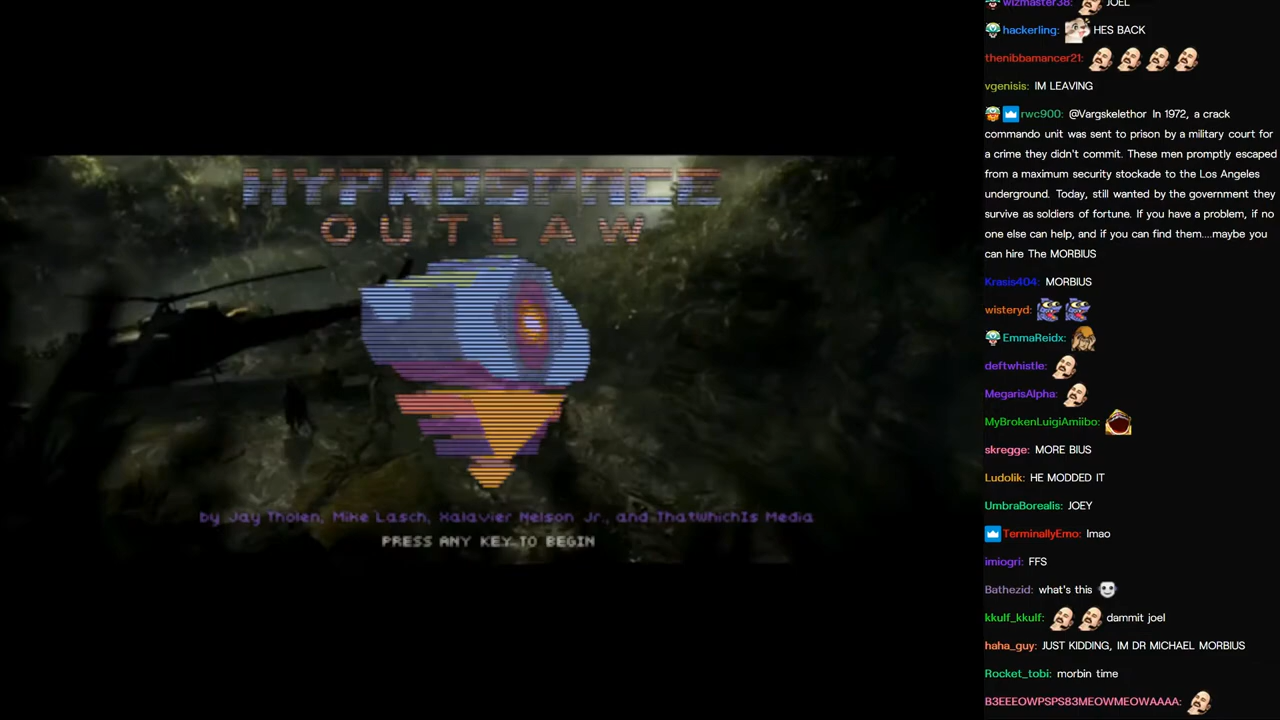 HYPNOSPACE
OUTLAW
by Jay Tholen, Mike Lasch, Xalavier Nelson Jr., and ThatWhichIs Media
PRESS ANY KEY TO BEGIN
wizmaster38: JOEL
hackerling: HES BACK
thenibbamancer21:
vgenisis: IM LEAVING
rwc900: @Vargskelethor In 1972, a crack
commando unit was sent to prison by a military court for
a crime they didn't commit. These men promptly escaped
from a maximum security stockade to the Los Angeles
underground. Today, still wanted by the government they
survive as soldiers of fortune. If you have a problem, if no
one else can help, and if you can find them....maybe you
can hire The MORBIUS
Krasis404: MORBIUS
wisteryd:
EmmaReidx:
deftwhistle:
MegarisAlpha:
MyBrokenLuigiAmiibo:
skregge: MORE BIUS
Ludolik: HE MODDED IT
UmbraBorealis: JOEY
TerminallyEmo: lmao
imiogri: FFS
Bathezid: what's this
kkulf_kkulf: dammit joel
haha_guy: JUST KIDDING, IM DR MICHAEL MORBIUS
Rocket_tobi: morbin time
B3EEEOWPSPS83MEOWMEOWAAAA: